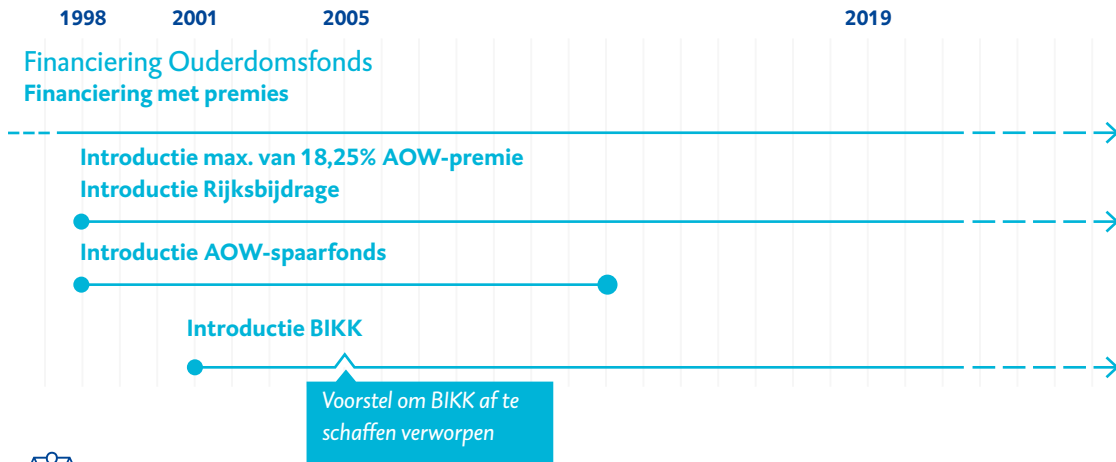 1998 2001 2005 2019
Financiering Ouderdomsfonds
Financiering met premies
Introductie max. van 18,25% AOW-premie
Introductie Rijksbijdrage
Introductie AOW-spaarfonds
Introductie BIKK
Voorstel om BIKK af te
schaffen verworpen